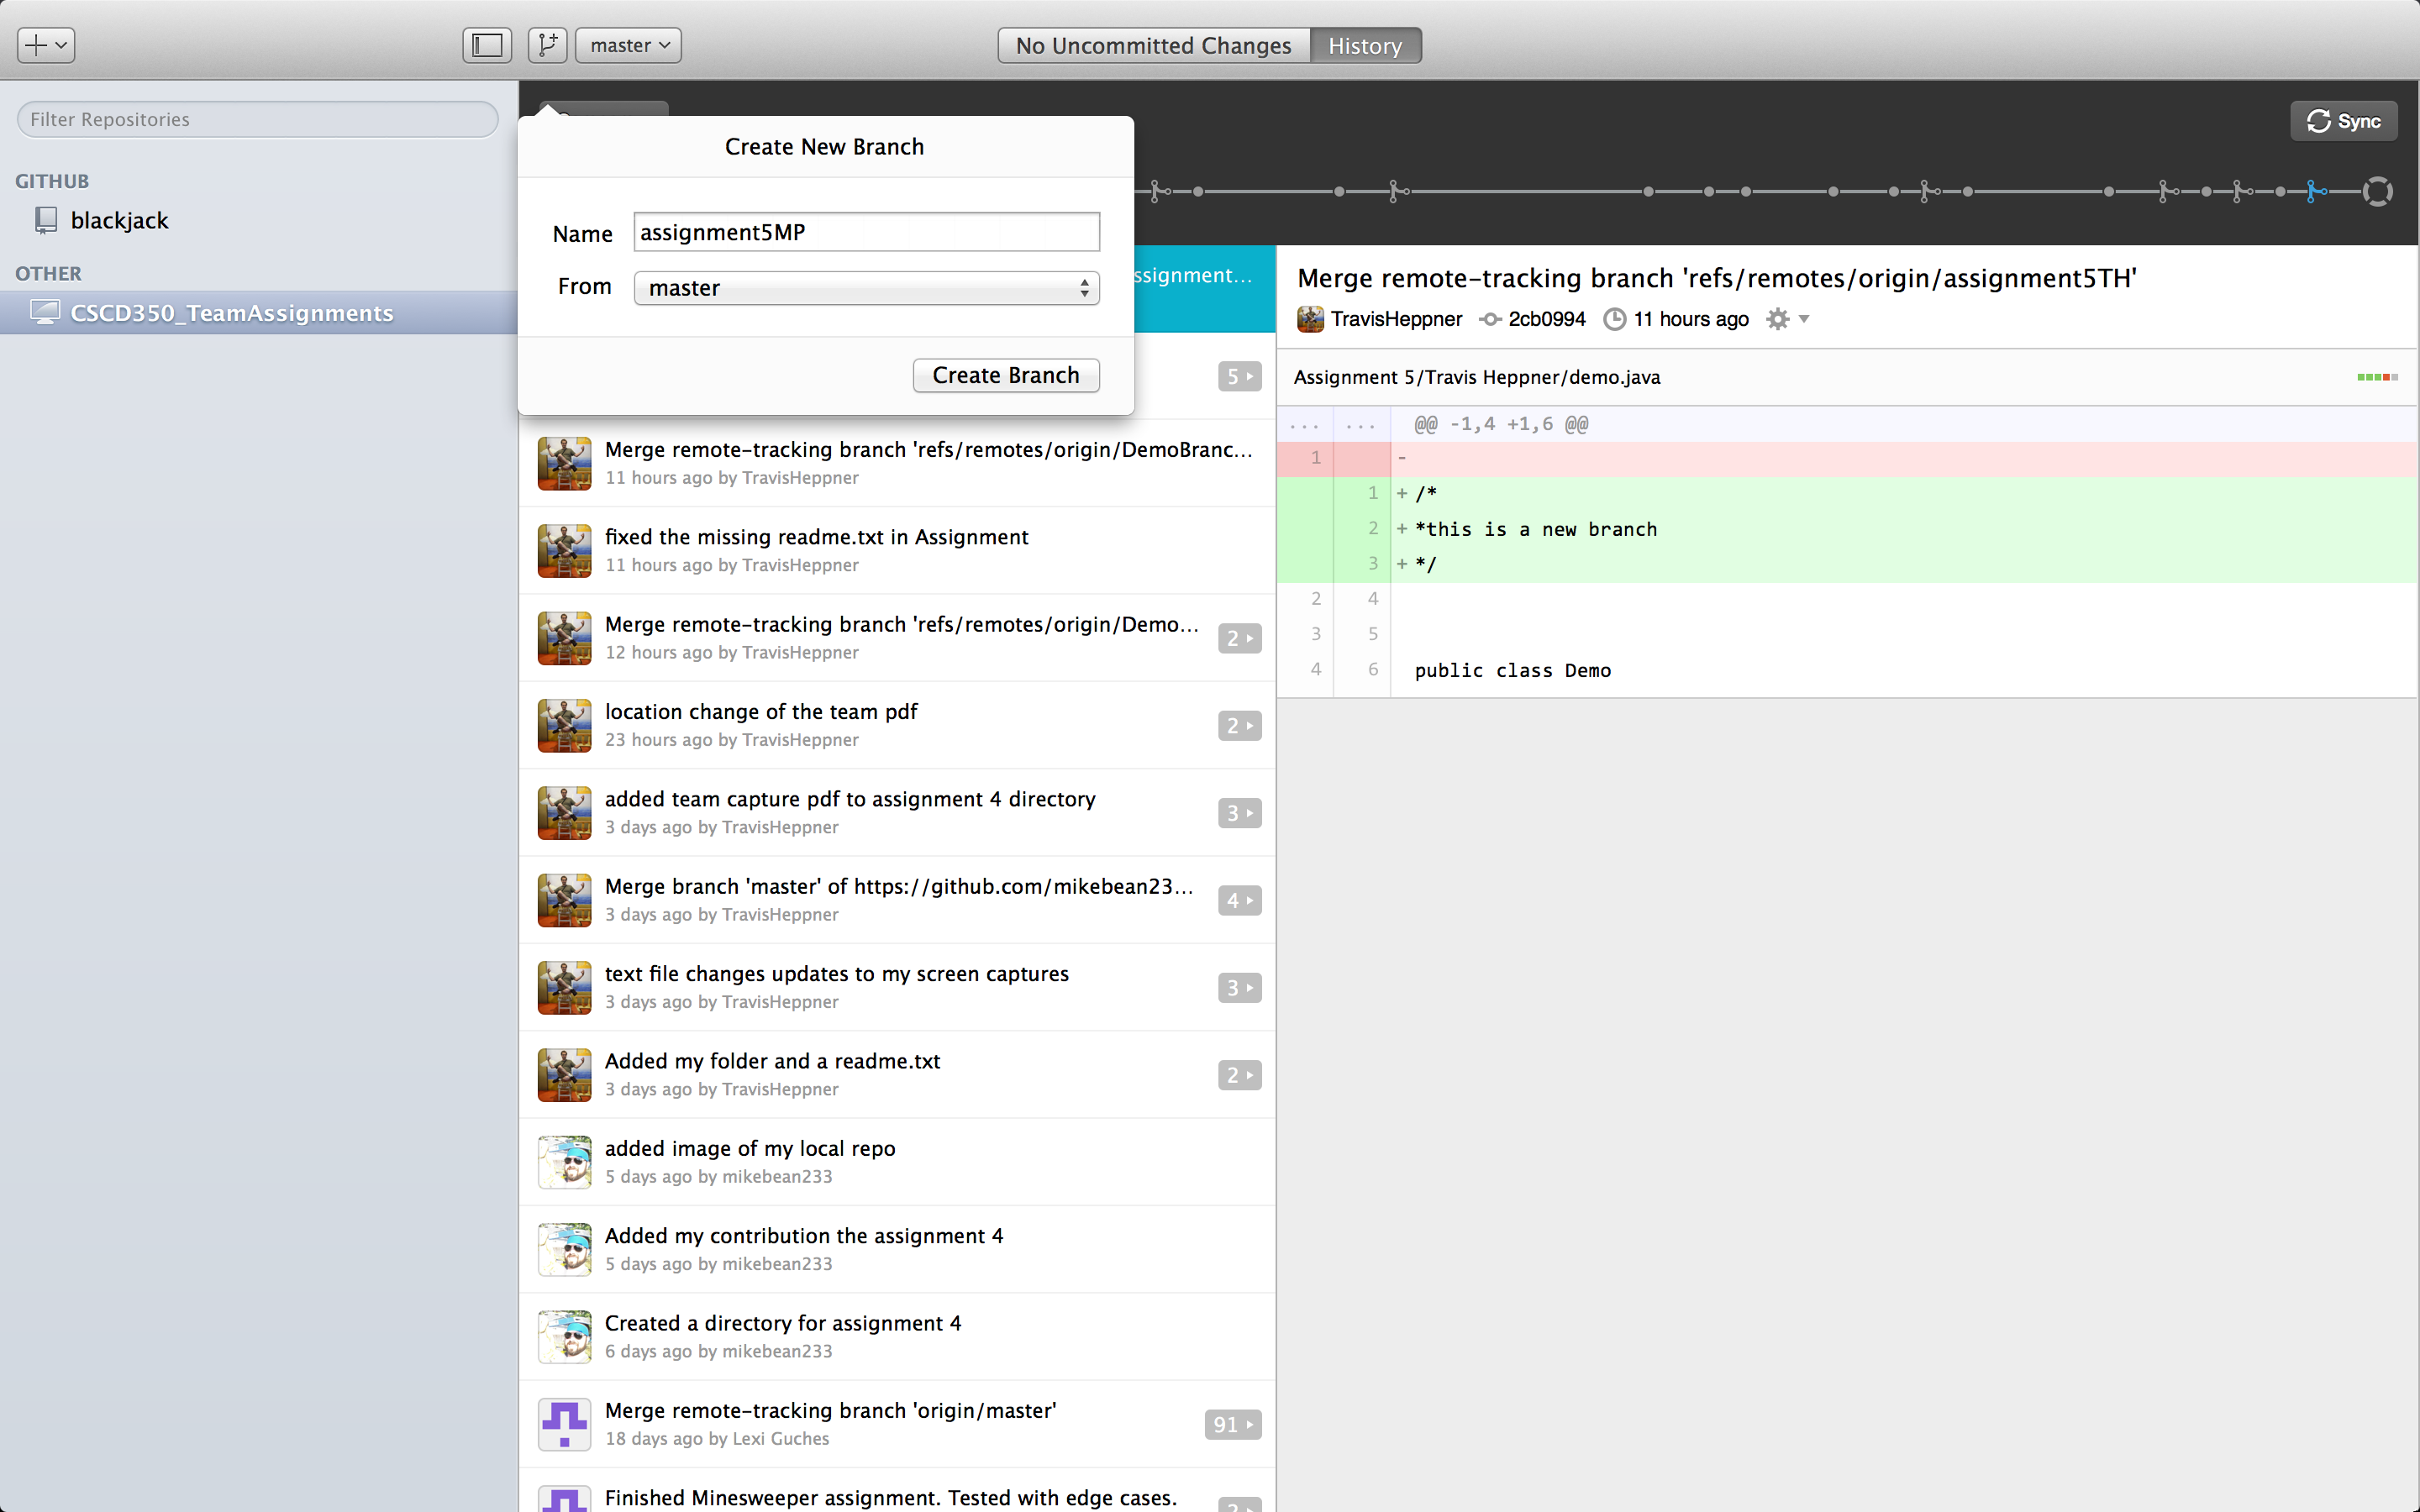 master
No Uncommitted Changes
History
Filter Repositories
GITHUB
blackjack
OTHER
CSCD350_TeamAssignments
Sync
Create New Branch
Name assignment5MP
From master
Create Branch
ssignment...
5
Merge remote-tracking branch 'refs/remotes/origin/DemoBranc...
11 hours ago by TravisHeppner
fixed the missing readme.txt in Assignment
11 hours ago by TravisHeppner
Merge remote-tracking branch 'refs/remotes/origin/Demo...
12 hours ago by TravisHeppner
2
location change of the team pdf
23 hours ago by TravisHeppner
2
added team capture pdf to assignment 4 directory
3 days ago by TravisHeppner
3
Merge branch 'master' of https://github.com/mikebean23...
3 days ago by TravisHeppner
4
text file changes updates to my screen captures
3 days ago by TravisHeppner
3
Added my folder and a readme.txt
3 days ago by TravisHeppner
2
added image of my local repo
5 days ago by mikebean233
Added my contribution the assignment 4
5 days ago by mikebean233
Created a directory for assignment 4
6 days ago by mikebean233
Merge remote-tracking branch 'origin/master'
18 days ago by Lexi Guches
91
Finished Minesweeper assignment. Tested with edge cases.
Merge remote-tracking branch 'refs/remotes/origin/assignment5TH'
TravisHeppner 2cb0994 11 hours ago
Assignment 5/Travis Heppner/demo.java
... ... @@ -1,4 +1,6 @@
1 -
1 + /*
2 + *this is a new branch
3 + */
2 4
3 5
4 6 public class Demo